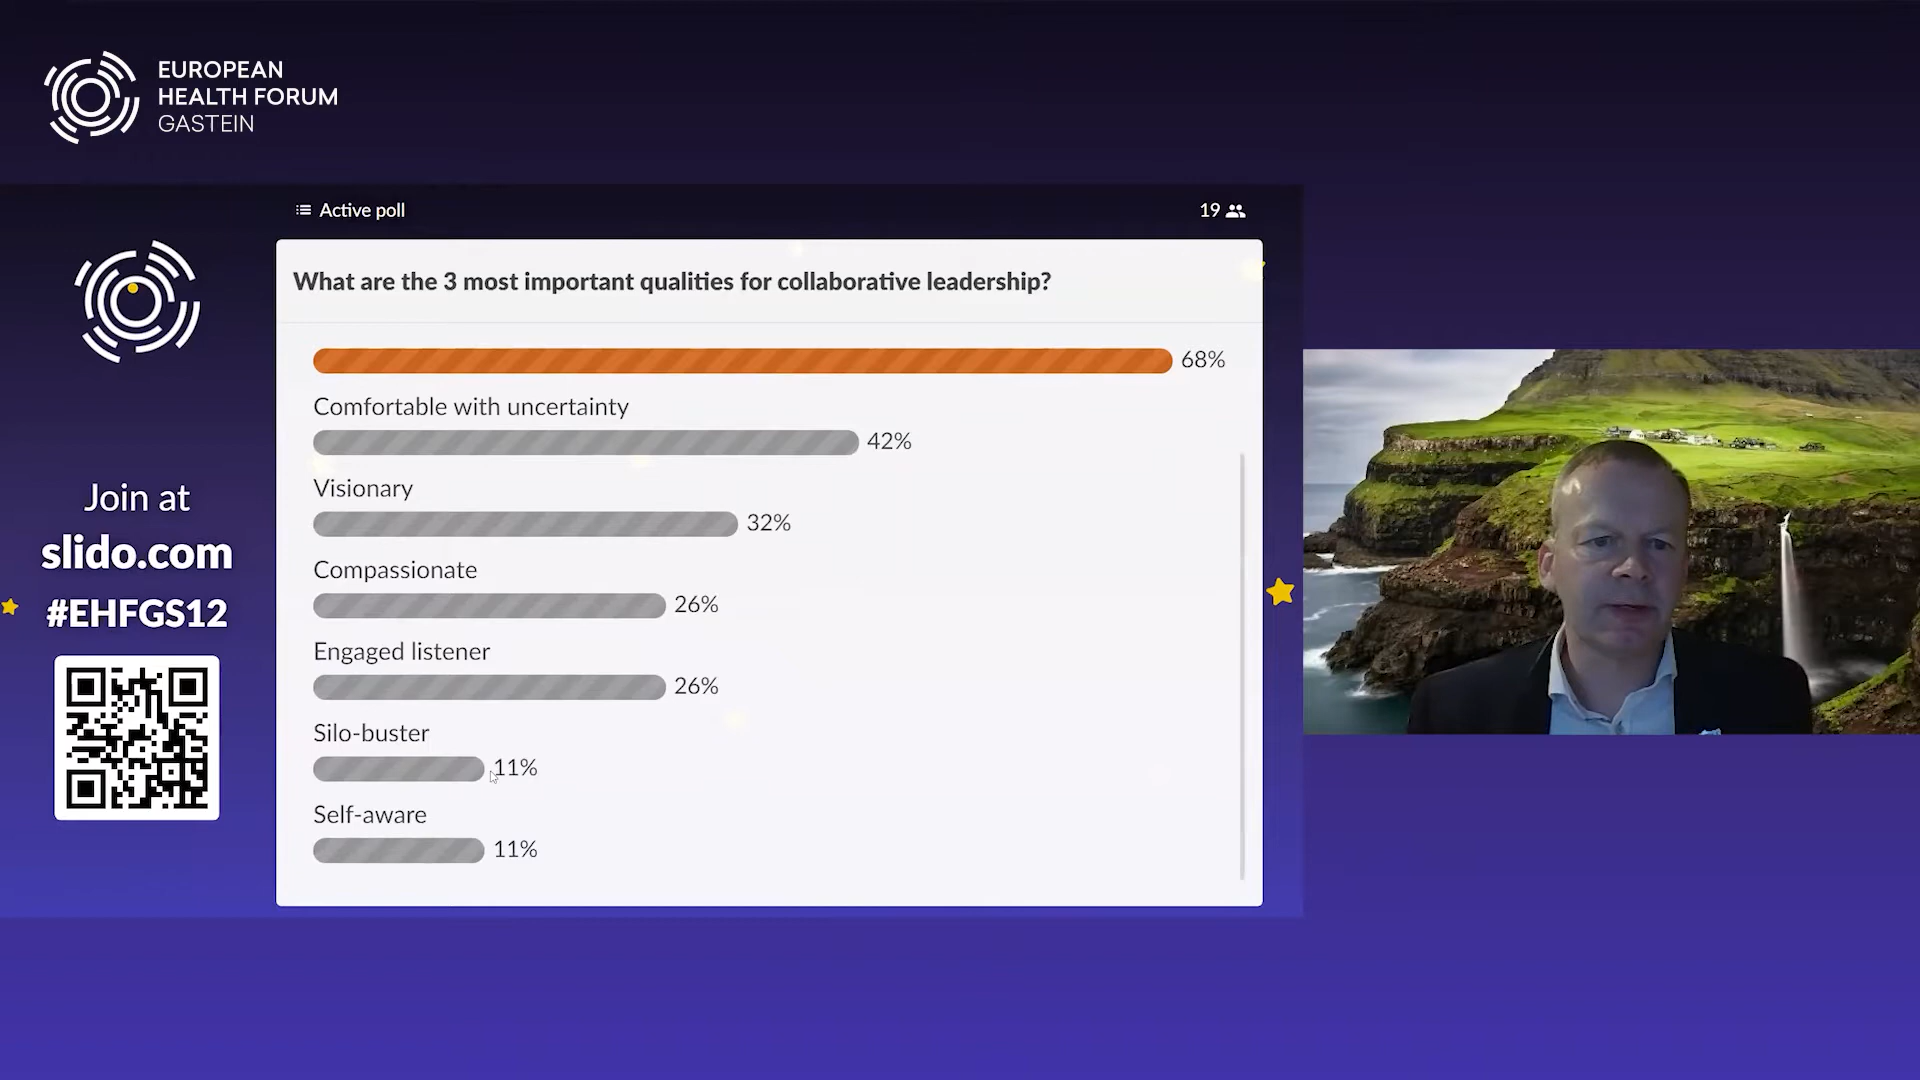 EUROPEAN
HEALTH FORUM
GASTEIN
Active poll
19
What are the 3 most important qualities for collaborative leadership?
68%
Comfortable with uncertainty
42%
Visionary
32%
Compassionate
26%
Engaged listener
26%
Silo-buster
11%
Self-aware
11%
Join at
slido.com
#EHFGS12